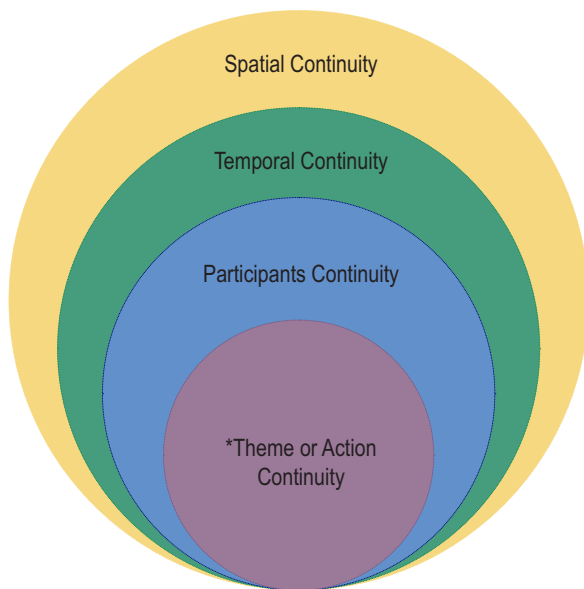 Spatial Continuity
Temporal Continuity
Participants Continuity
*Theme or Action
Continuity